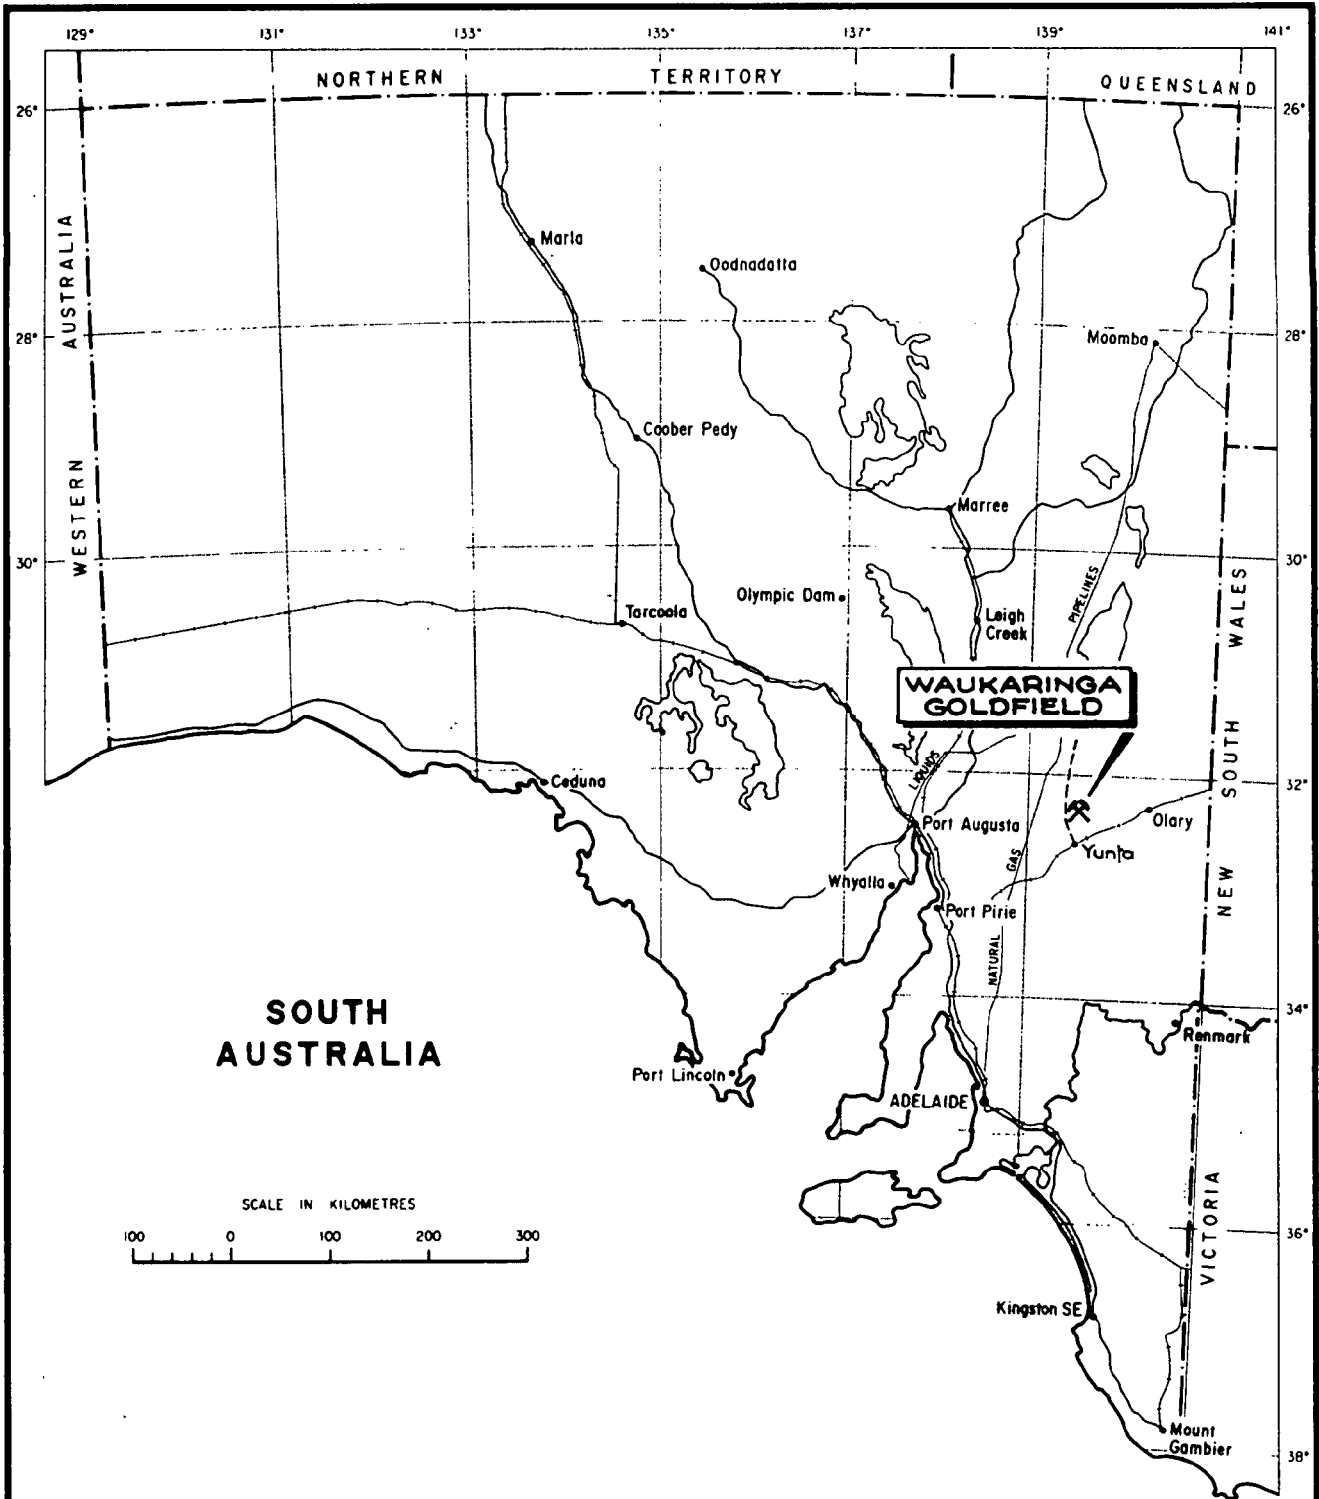 129° 131° 133° 135° 137° 139° 141°
NORTHERN TERRITORY QUEENSLAND
26° 26°
WESTERN AUSTRALIA
Marla
Oodnadatta
28° 28°
Moomba
Coober Pedy
Marree
30° 30°
Olympic Dam
PIPELINES
Tarcoola
Leigh
Creek
NEW SOUTH WALES
WAUKARINGA
GOLDFIELD
LIQUIDS
Ceduna
32°
32°
Port Augusta
Olary
GAS
Yunta
Whyalla
Port Pirie
NATURAL
SOUTH
AUSTRALIA
34°
Renmark
Port Lincoln
ADELAIDE
SCALE IN KILOMETRES
100 0 100 200 300
VICTORIA
36°
Kingston SE
Mount
Gambier
38°